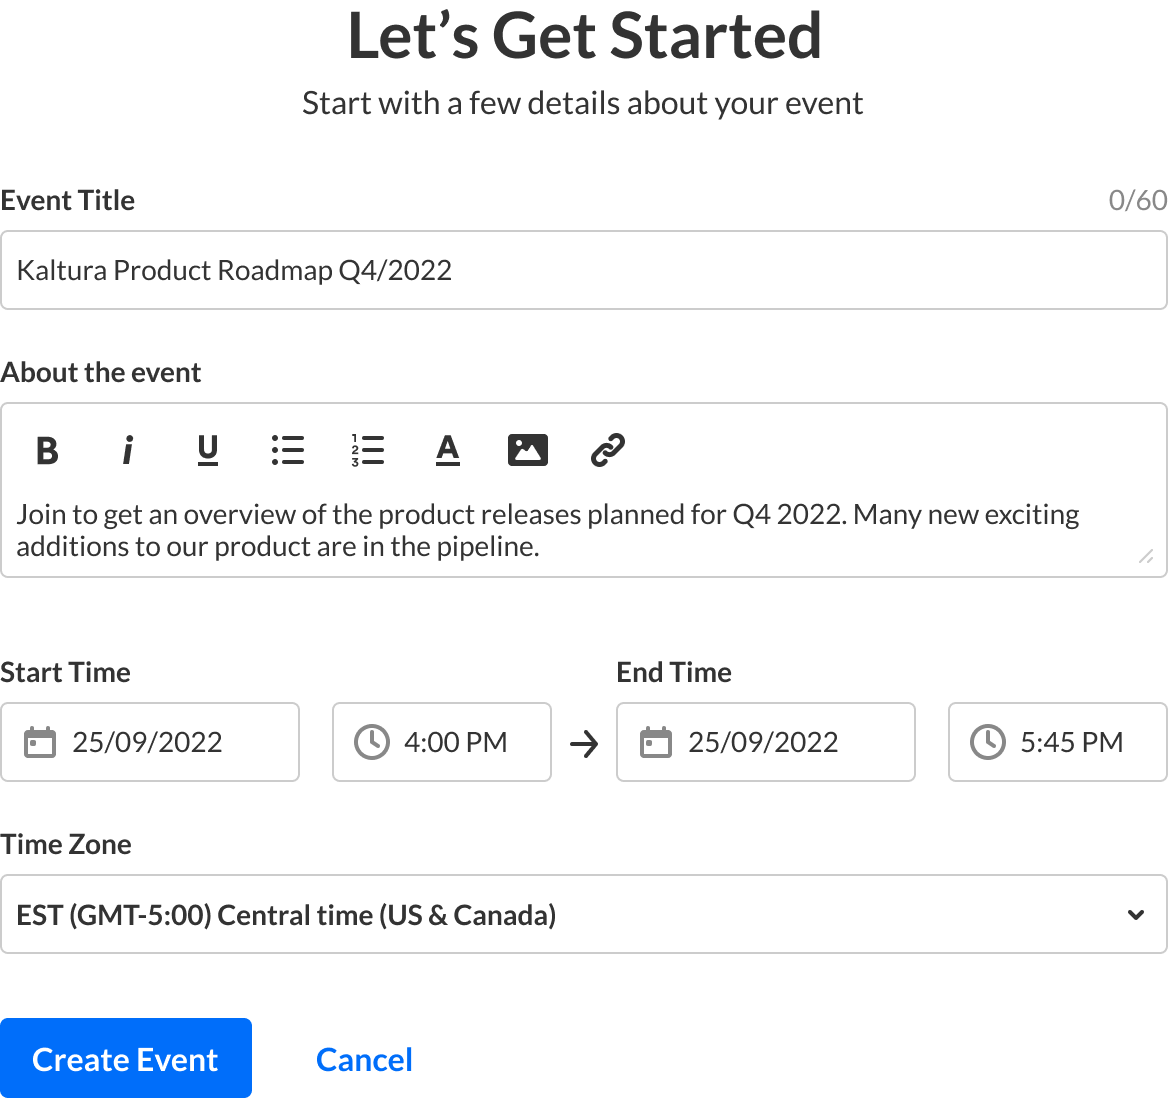 Let’s Get Started
Start with a few details about your event
Event Title 0/60
Kaltura Product Roadmap Q4/2022
About the event
B i U 1 2 3 A
Join to get an overview of the product releases planned for Q4 2022. Many new exciting
additions to our product are in the pipeline.
Start Time End Time
25/09/2022 4:00 PM → 25/09/2022 5:45 PM
Time Zone
EST (GMT-5:00) Central time (US & Canada)
Create Event Cancel